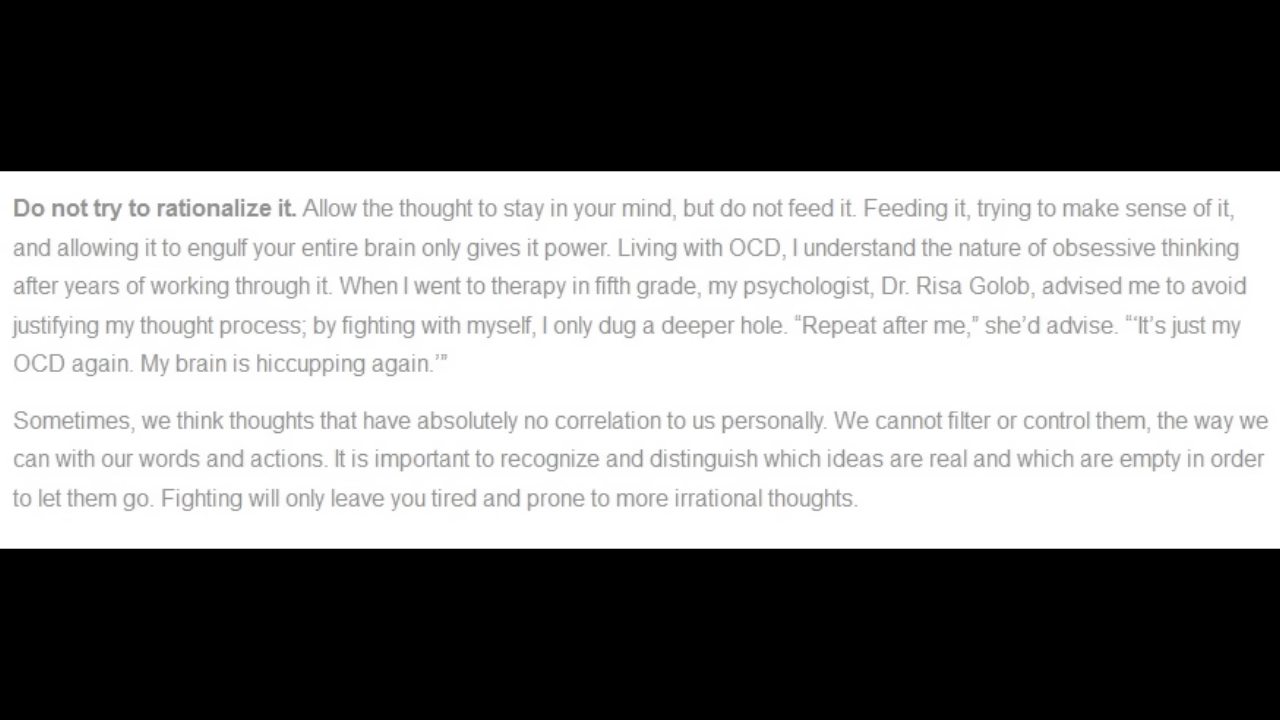 Do not try to rationalize it. Allow the thought to stay in your mind, but do not feed it. Feeding it, trying to make sense of it,
and allowing it to engulf your entire brain only gives it power. Living with OCD, I understand the nature of obsessive thinking
after years of working through it. When I went to therapy in fifth grade, my psychologist, Dr. Risa Golob, advised me to avoid
justifying my thought process; by fighting with myself, I only dug a deeper hole. “Repeat after me,” she’d advise. “‘It’s just my
OCD again. My brain is hiccupping again.’”
Sometimes, we think thoughts that have absolutely no correlation to us personally. We cannot filter or control them, the way we
can with our words and actions. It is important to recognize and distinguish which ideas are real and which are empty in order
to let them go. Fighting will only leave you tired and prone to more irrational thoughts.